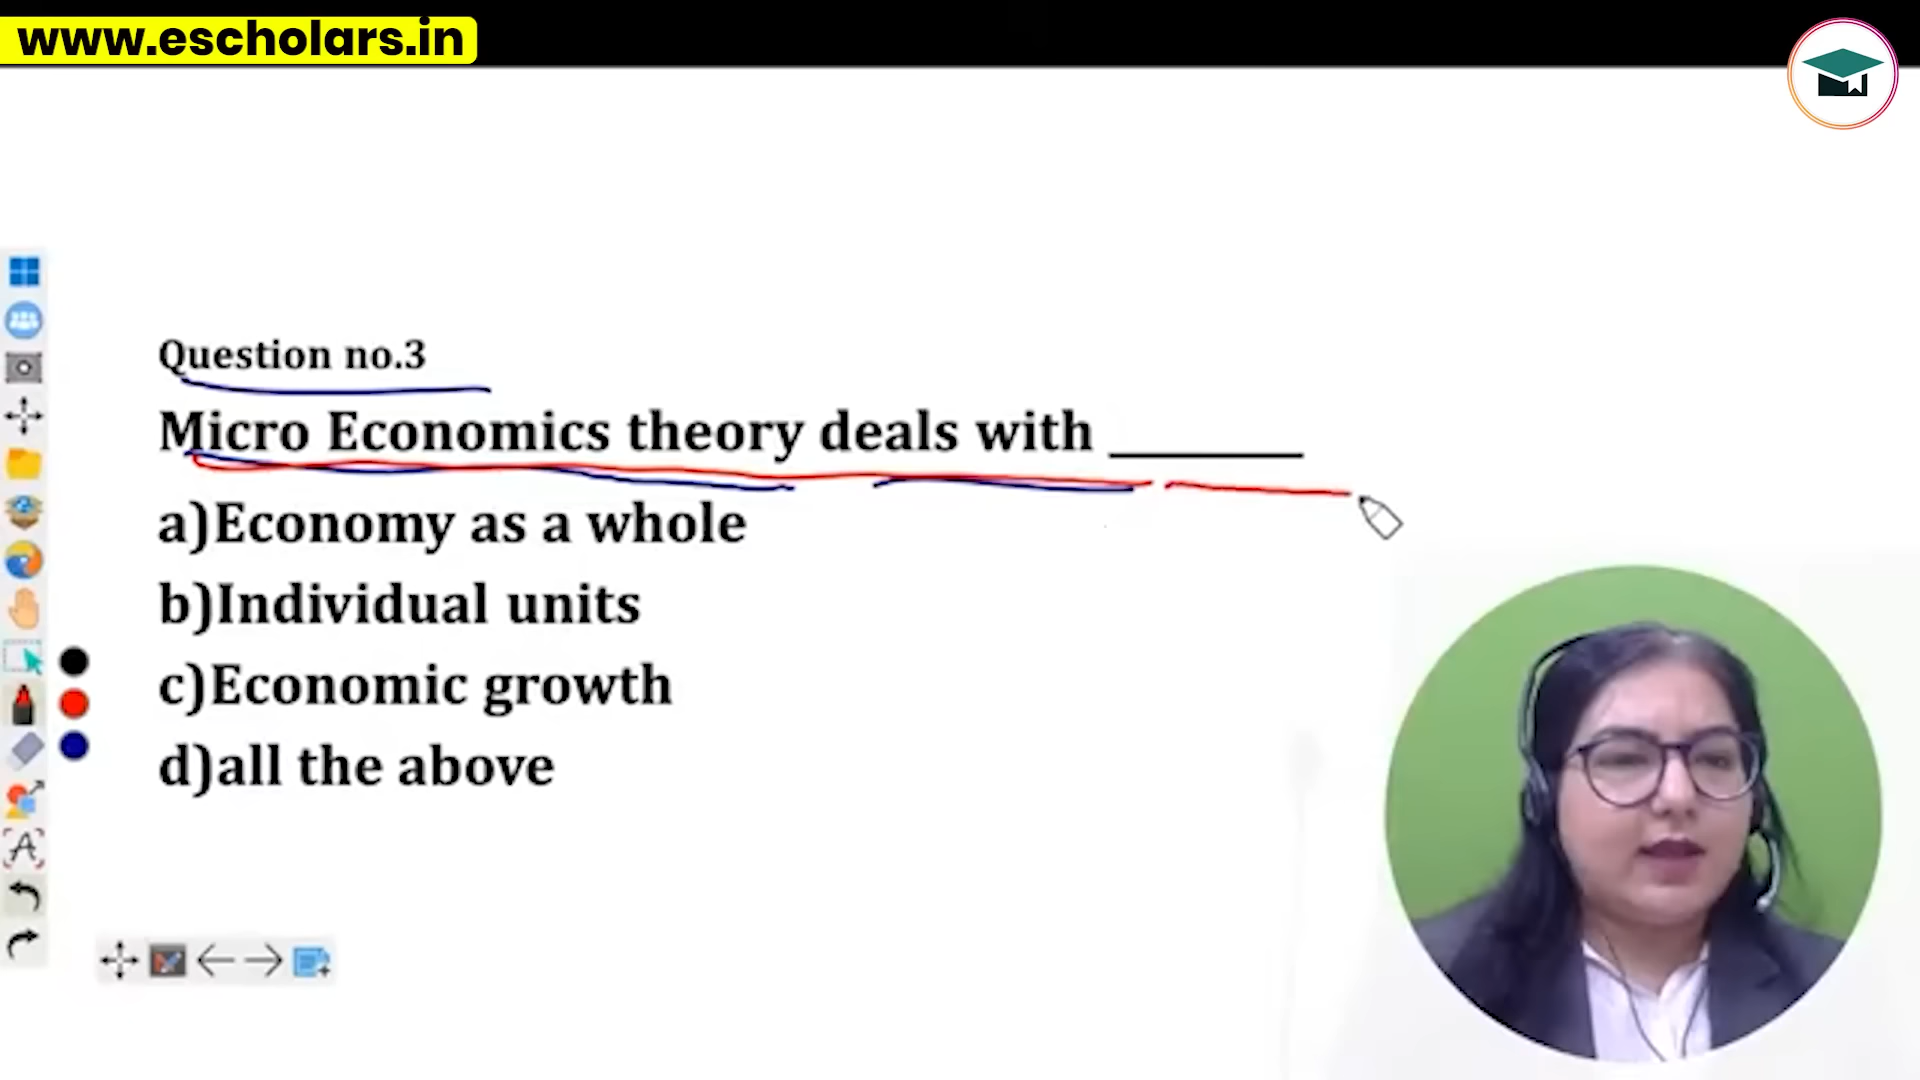 www.escholars.in
Question no.3
Micro Economics theory deals with _______
a)Economy as a whole
b)Individual units
c)Economic growth
d)all the above